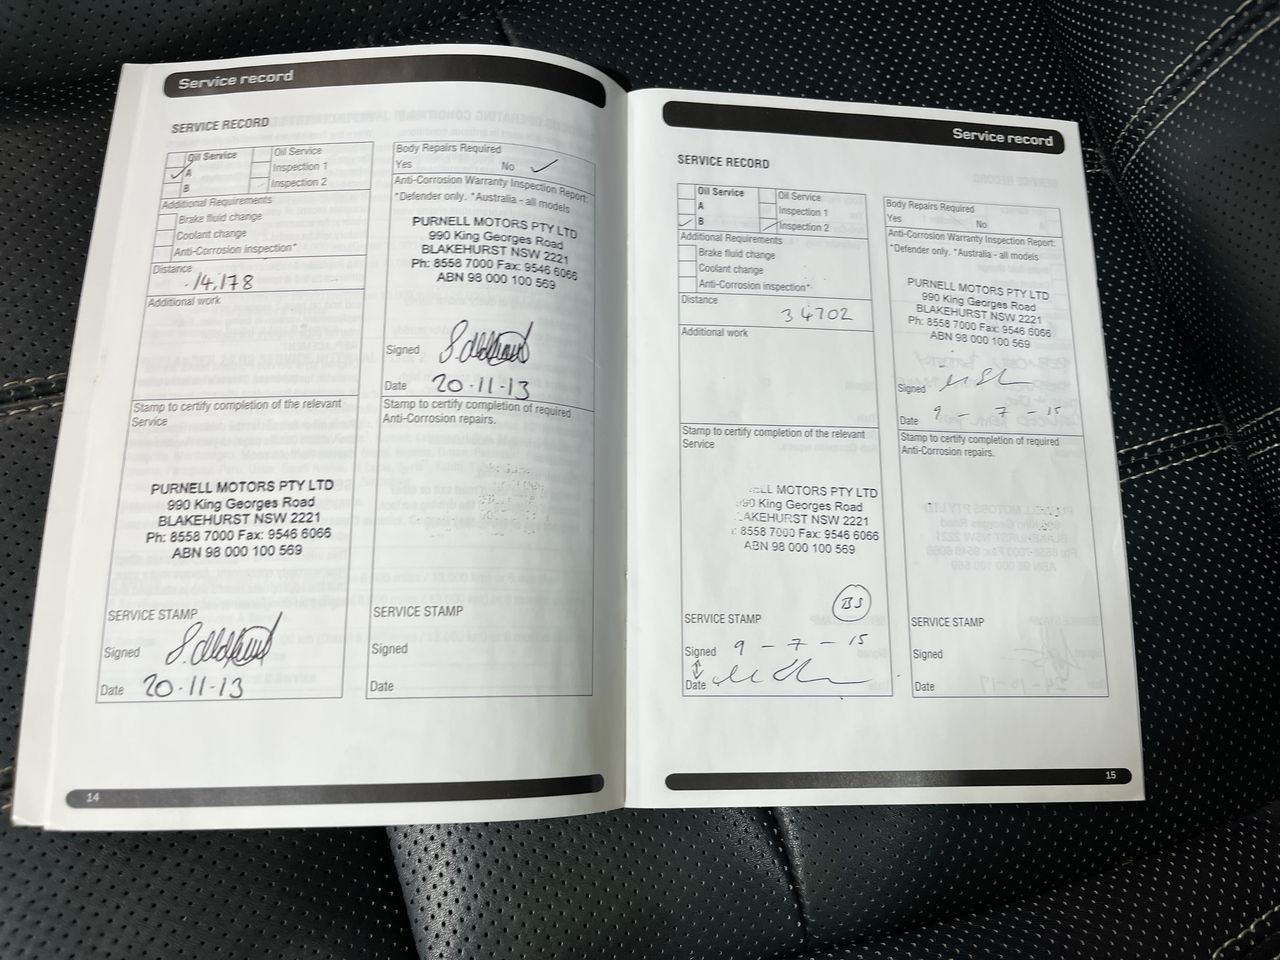 Service record
SERVICE RECORD
Oil Service
A
B
Oil Service
Inspection 1
Inspection 2
Additional Requirements
Brake fluid change
Coolant change
Anti-Corrosion inspection*
Distance
14,178
Additional work
Stamp to certify completion of the relevant
Service
PURNELL MOTORS PTY LTD
990 King Georges Road
BLAKEHURST NSW 2221
Ph: 8558 7000 Fax: 9546 6066
ABN 98 000 100 569
SERVICE STAMP
Signed
Date 20·11·13
Body Repairs Required
Yes No
Anti-Corrosion Warranty Inspection Report:
*Defender only. *Australia - all models
PURNELL MOTORS PTY LTD
990 King Georges Road
BLAKEHURST NSW 2221
Ph: 8558 7000 Fax: 9546 6066
ABN 98 000 100 569
Signed
Date 20·11·13
Stamp to certify completion of required
Anti-Corrosion repairs.
SERVICE STAMP
Signed
Date
14
Service record
SERVICE RECORD
Oil Service
A
B
Oil Service
Inspection 1
Inspection 2
Additional Requirements
Brake fluid change
Coolant change
Anti-Corrosion inspection*
Distance
34702
Additional work
Stamp to certify completion of the relevant
Service
MOTORS PTY LTD
King Georges Road
BLAKEHURST NSW 2221
: 8558 7000 Fax: 9546 6066
ABN 98 000 100 569
BS
SERVICE STAMP
Signed 9 - 7 - 15
Date
Body Repairs Required
Yes No
Anti-Corrosion Warranty Inspection Report:
*Defender only. *Australia - all models
PURNELL MOTORS PTY LTD
990 King Georges Road
BLAKEHURST NSW 2221
Ph: 8558 7000 Fax: 9546 6066
ABN 98 000 100 569
Signed
Date 9 - 7 - 15
Stamp to certify completion of required
Anti-Corrosion repairs.
SERVICE STAMP
Signed
Date
15